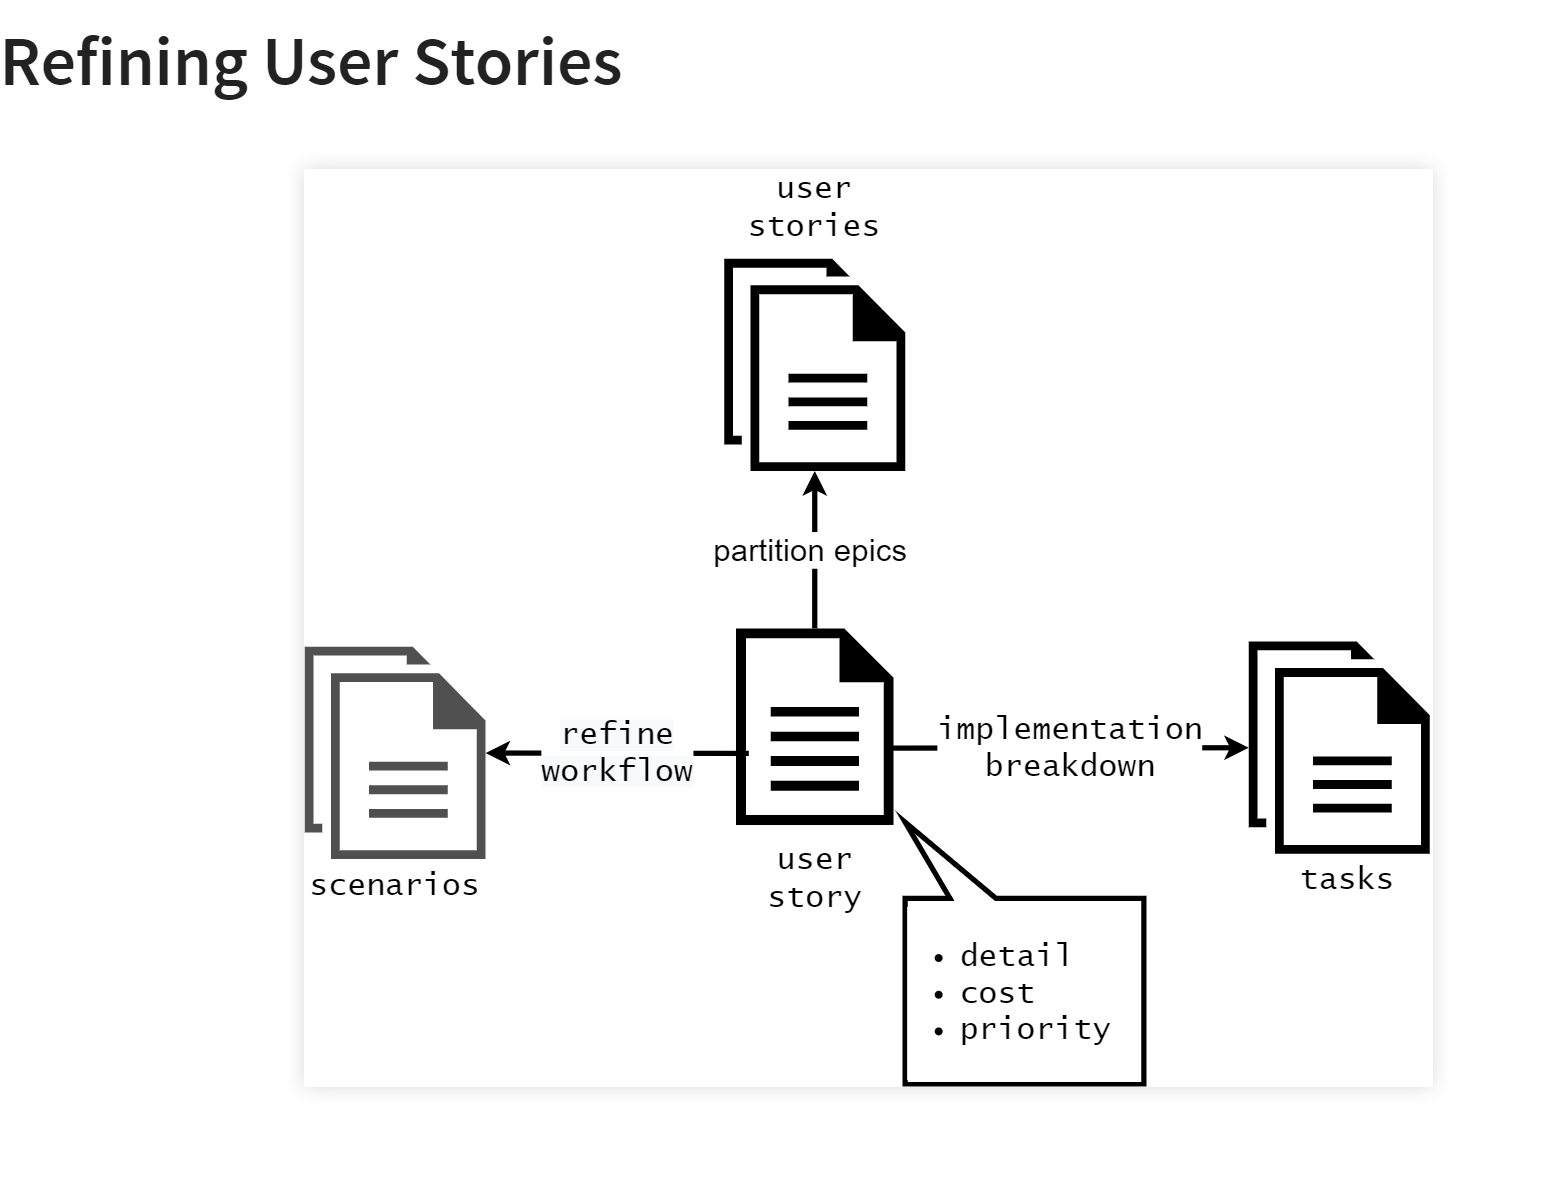 Refining User Stories
user
stories
partition epics
refine
workflow
implementation
breakdown
scenarios
user
story
tasks
• detail
• cost
• priority